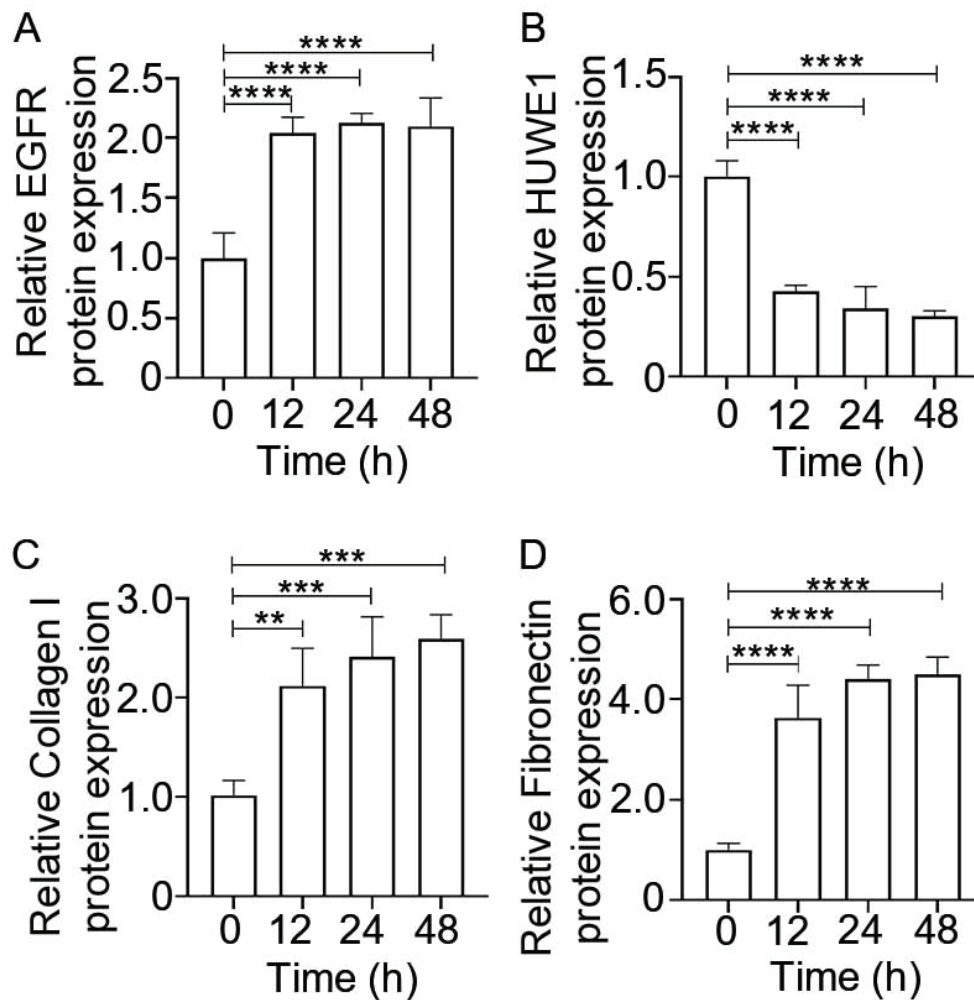 A
Relative EGFR
protein expression
2.5
2.0
1.5
1.0
0.5
0
****
****
****
0 12 24 48
Time (h)
B
Relative HUWE1
protein expression
1.5
1.0
0.5
0
****
****
****
0 12 24 48
Time (h)
C
Relative Collagen I
protein expression
3.0
2.0
1.0
0
***
***
**
0 12 24 48
Time (h)
D
Relative Fibronectin
protein expression
6.0
4.0
2.0
0
****
****
****
0 12 24 48
Time (h)